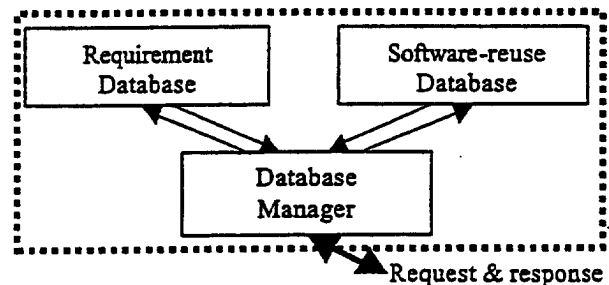 Requirement
Database
Software-reuse
Database
Database
Manager
Request & response